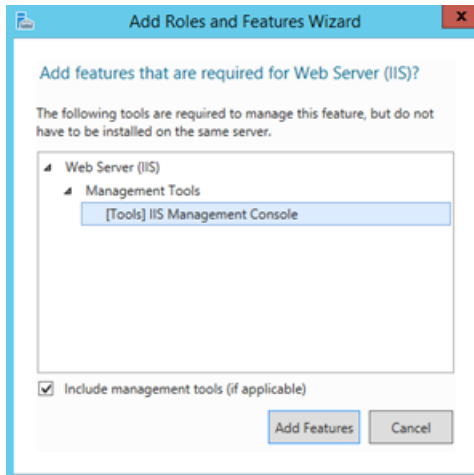 Add Roles and Features Wizard
x
Add features that are required for Web Server (IIS)?
The following tools are required to manage this feature, but do not
have to be installed on the same server.
Web Server (IIS)
Management Tools
[Tools] IIS Management Console
Include management tools (if applicable)
Add Features
Cancel